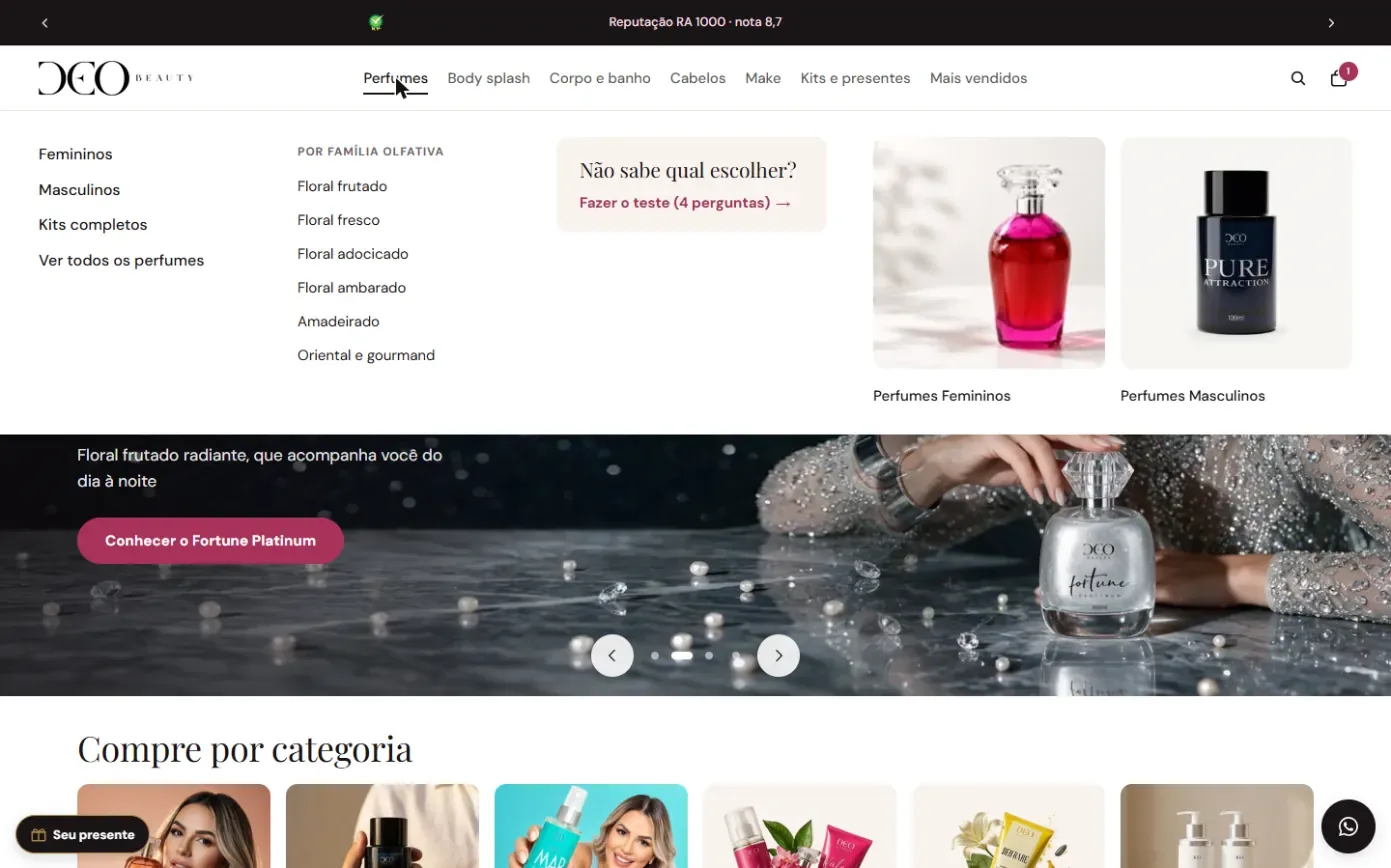 Reputação RA 1000 · nota 8,7
DEO BEAUTY
Perfumes
Body splash
Corpo e banho
Cabelos
Make
Kits e presentes
Mais vendidos
1
Femininos
Masculinos
Kits completos
Ver todos os perfumes
POR FAMÍLIA OLFATIVA
Floral frutado
Floral fresco
Floral adocicado
Floral ambarado
Amadeirado
Oriental e gourmand
Não sabe qual escolher?
Fazer o teste (4 perguntas) →
DEO
PURE
ATTRACTION
100ml
Perfumes Femininos
Perfumes Masculinos
Floral frutado radiante, que acompanha você do
dia à noite
Conhecer o Fortune Platinum
DEO
fortune
PLATINUM
Compre por categoria
Seu presente
MAR
DEO